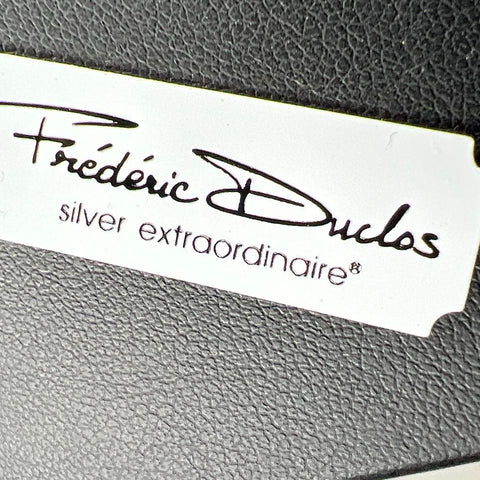 Frédéric Duclos
silver extraordinaire®